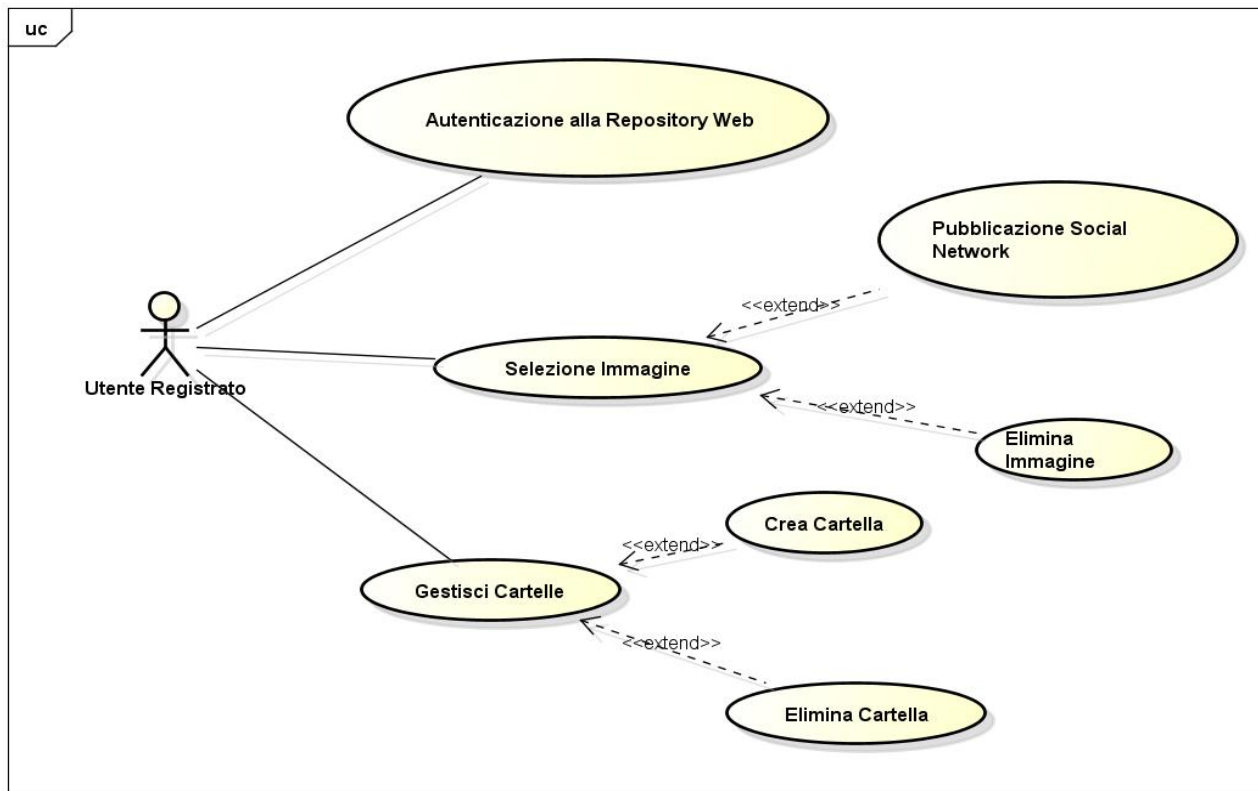 uc
Autenticazione alla Repository Web
Pubblicazione Social
Network
<<extend>>
Selezione Immagine
Utente Registrato
<<extend>>
Elimina
Immagine
Crea Cartella
<<extend>>
Gestisci Cartelle
<<extend>>
Elimina Cartella